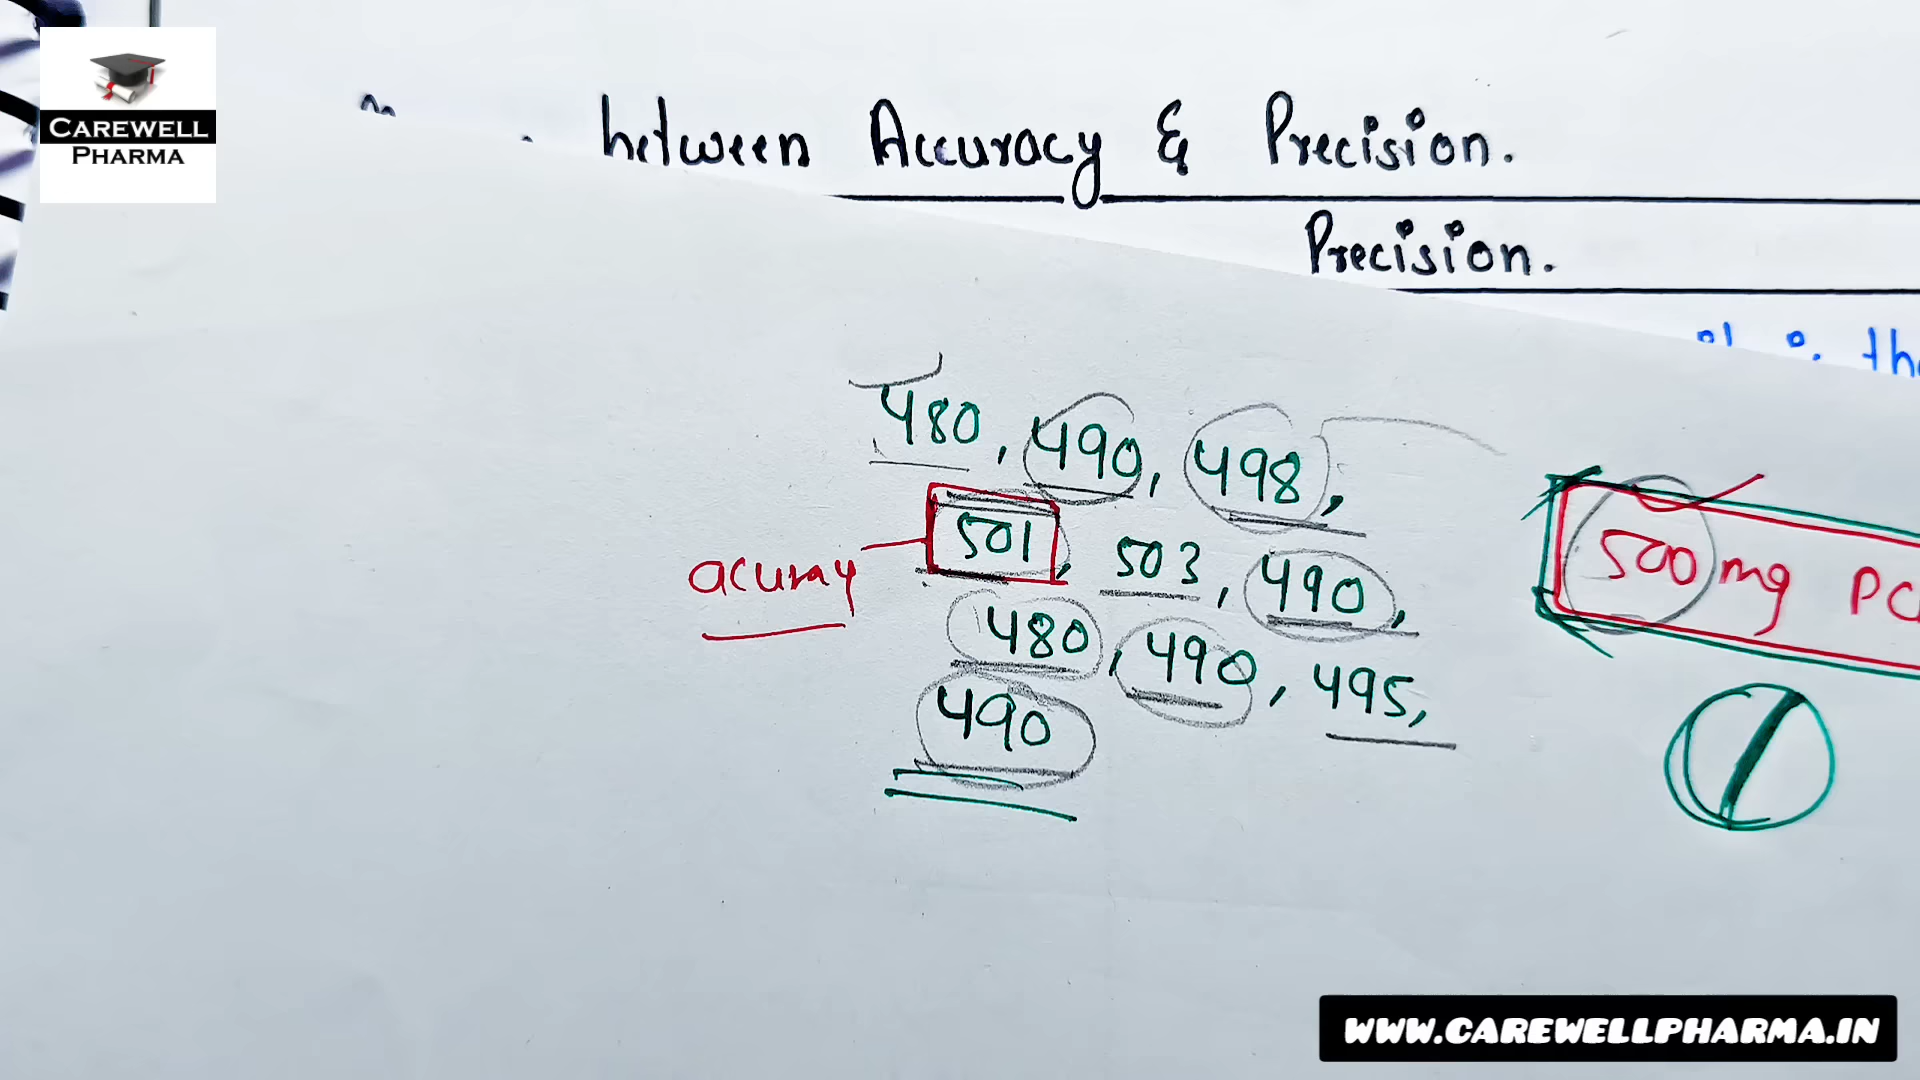 CAREWELL
PHARMA
between Accuracy & Precision.
Precision.
480, 490, 498,
501, 503, 490,
acuray
480, 490, 495,
490
500 mg
WWW.CAREWELLPHARMA.IN